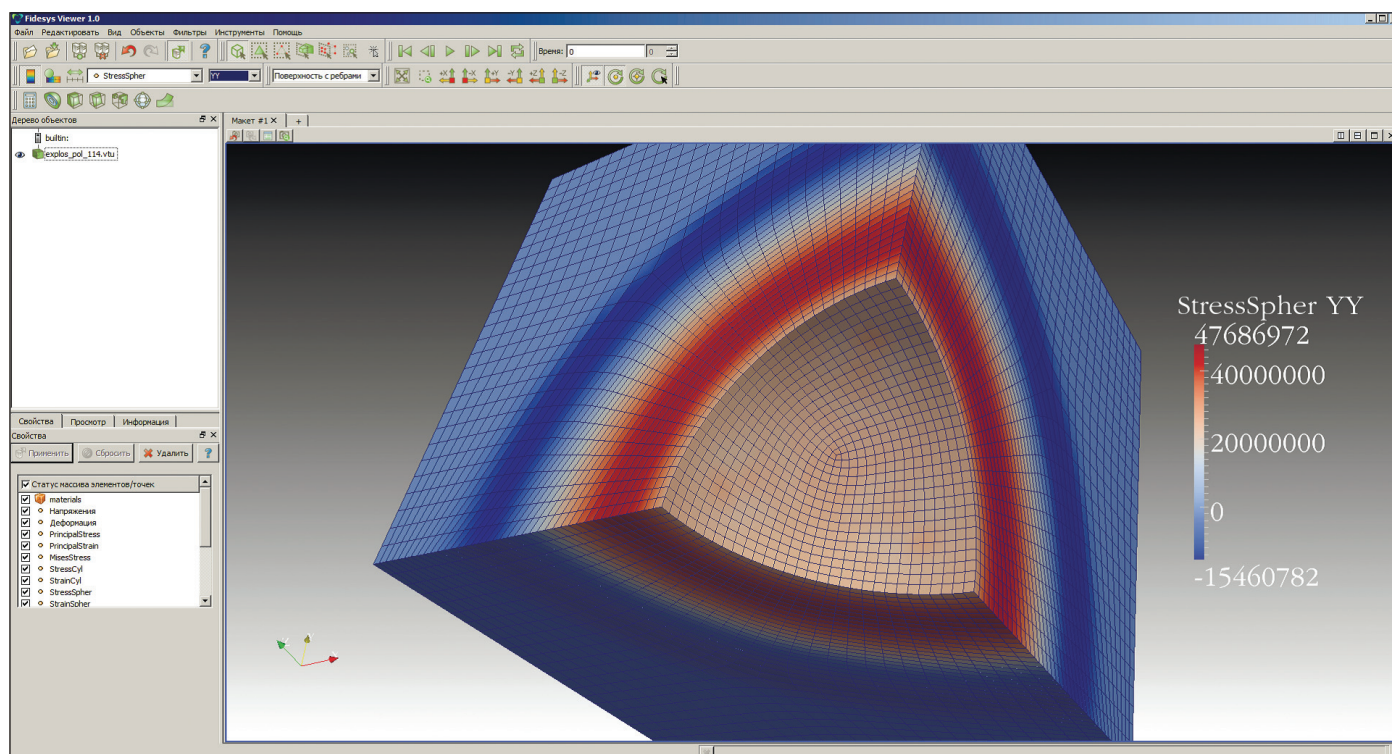 Fidesys Viewer 1.0
Файл Редактировать Вид Объекты Фильтры Инструменты Помощь
Время: 0 0
StressSpher YY Поверхность с ребрами
+X -X +Y -Y +Z -Z
Дерево объектов
Макет #1
builtin:
explos_pol_114.vtu
StressSpher YY
47686972
40000000
20000000
0
-15460782
Свойства Просмотр Информация
Свойства
Применить Сбросить Удалить ?
Статус массива элементов/точек
materials
Напряжения
Деформация
PrincipalStress
PrincipalStrain
MisesStress
StressCyl
StrainCyl
StressSpher
StrainSpher